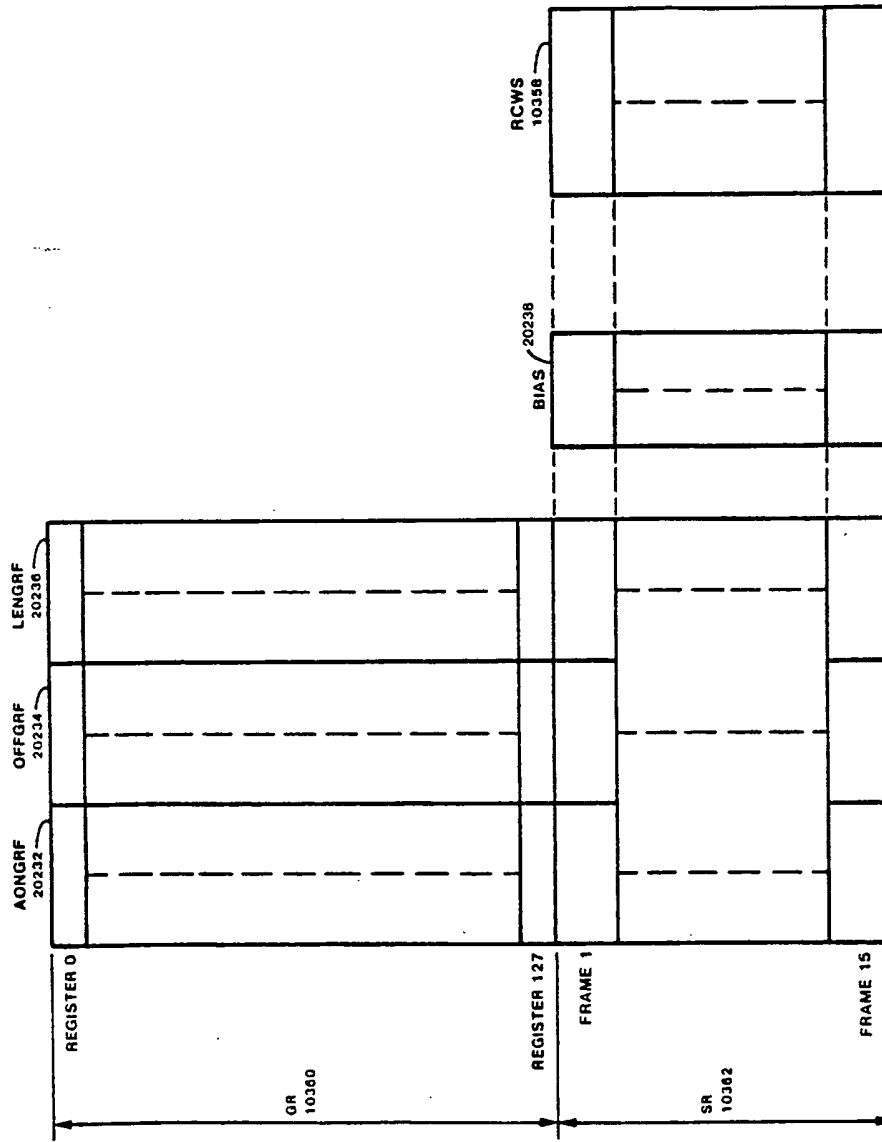 AONGRF
20232
OFFGRF
20234
LENGRF
20236
REGISTER 0
GR
10360
REGISTER 127
BIAS
20238
RCWS
10358
FRAME 1
SR
10362
FRAME 15